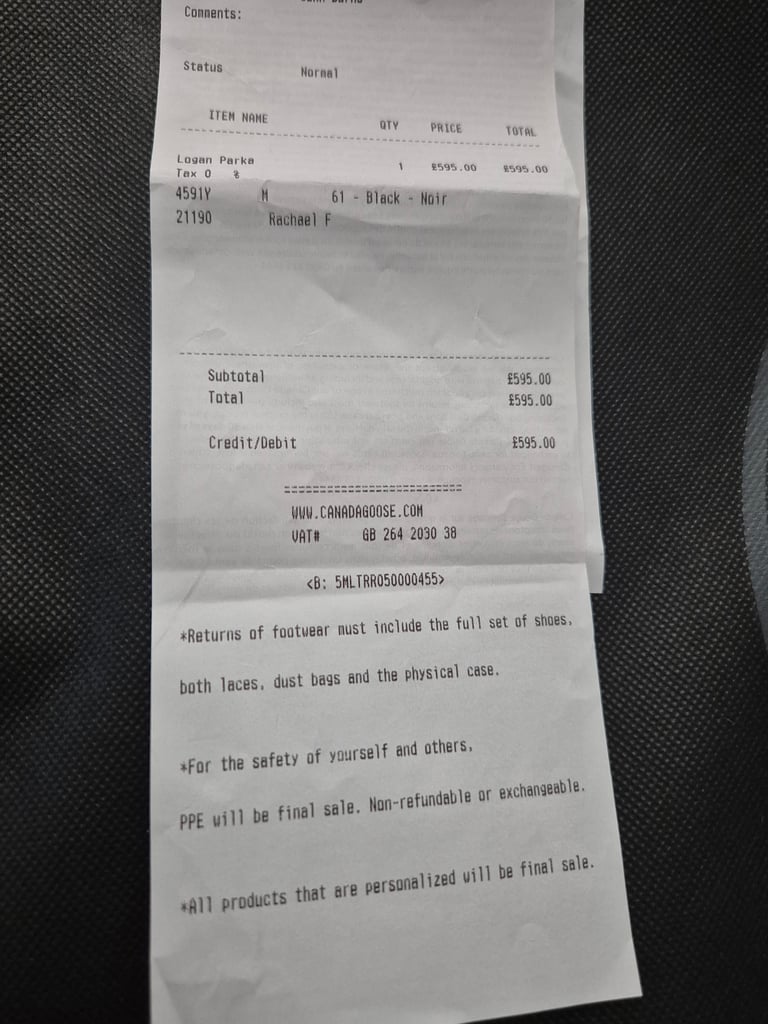 Comments:
Status Normal
ITEM NAME QTY PRICE TOTAL
Logan Parka 1 £595.00 £595.00
Tax 0 %
4591Y M 61 - Black - Noir
21190 Rachael F
Subtotal £595.00
Total £595.00
Credit/Debit £595.00
===========================
WWW.CANADAGOOSE.COM
VAT# GB 264 2030 38
<B: 5MLTRRO50000455>
*Returns of footwear must include the full set of shoes,
both laces, dust bags and the physical case.
*For the safety of yourself and others,
PPE will be final sale. Non-refundable or exchangeable.
*All products that are personalized will be final sale.